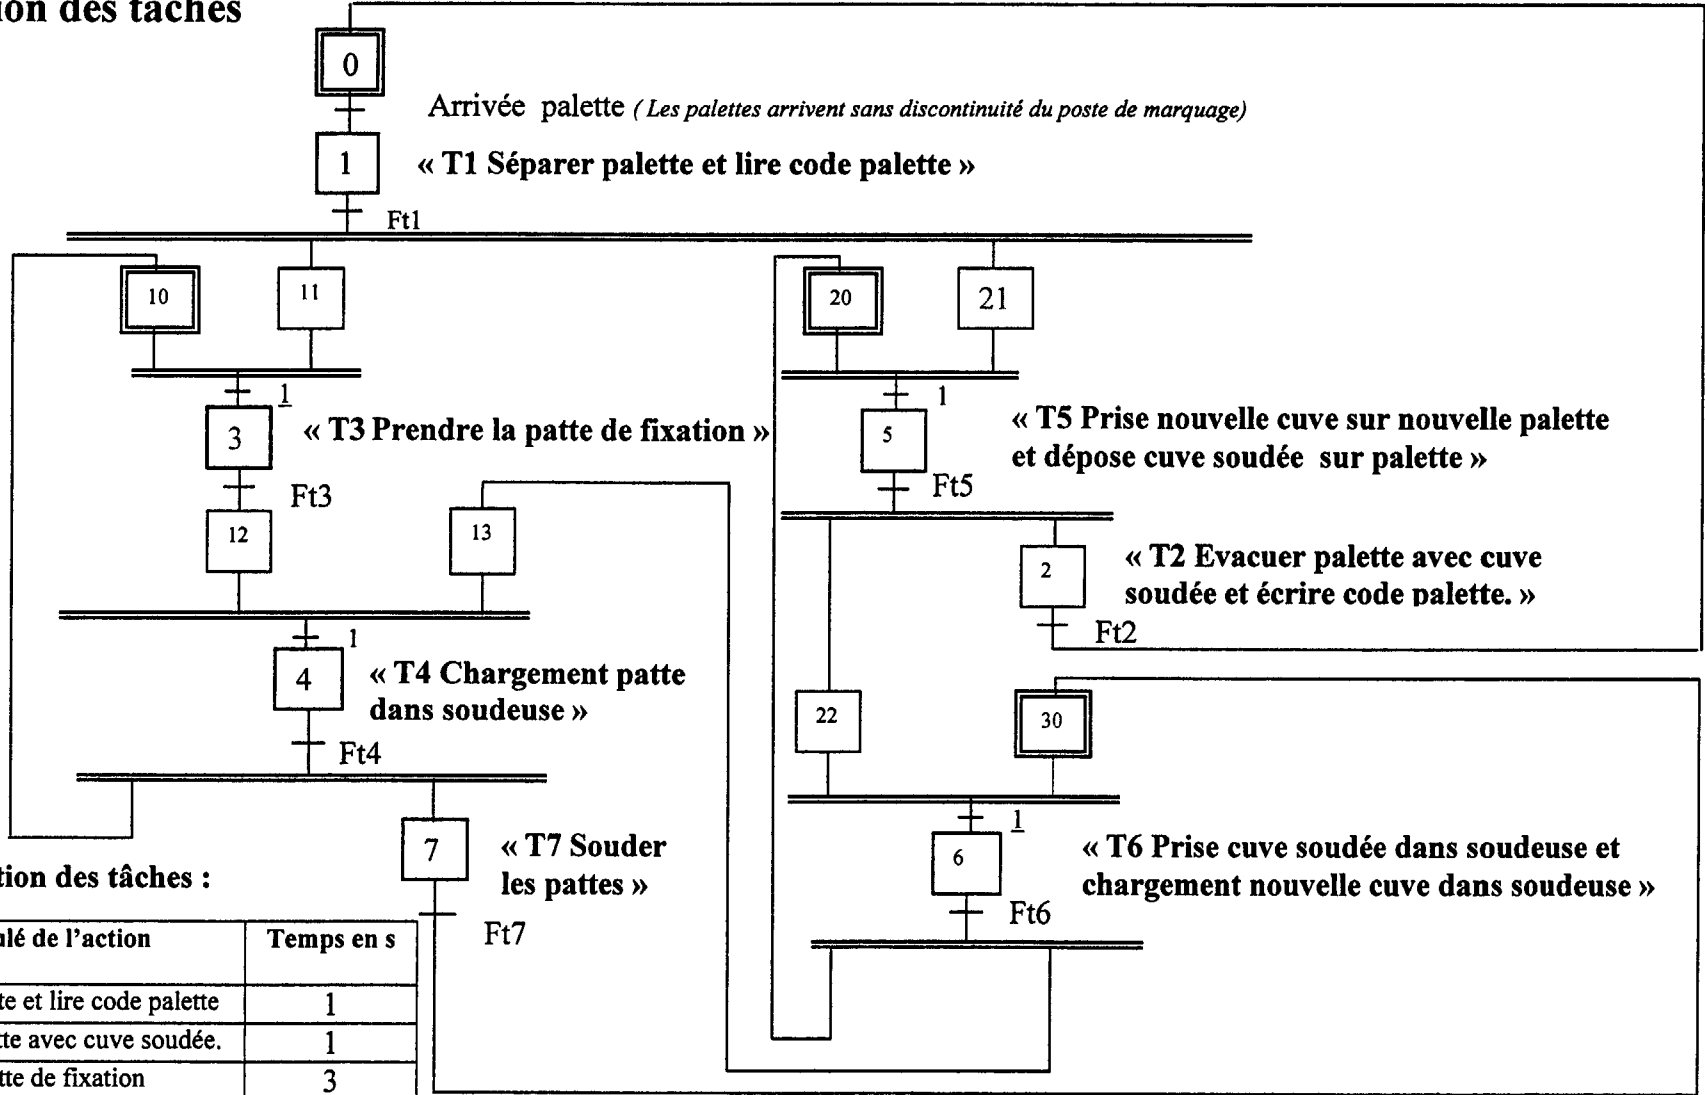 ion des tâches
0
Arrivée palette ( Les palettes arrivent sans discontinuité du poste de marquage)
1
« T1 Séparer palette et lire code palette »
Ft1
10
11
20
21
1
1
3
« T3 Prendre la patte de fixation »
5
« T5 Prise nouvelle cuve sur nouvelle palette
et dépose cuve soudée sur palette »
Ft3
Ft5
12
13
2
« T2 Evacuer palette avec cuve
soudée et écrire code palette. »
Ft2
1
4
« T4 Chargement patte
dans soudeuse »
22
30
Ft4
1
7
« T7 Souder
les pattes »
6
« T6 Prise cuve soudée dans soudeuse et
chargement nouvelle cuve dans soudeuse »
Ft6
tion des tâches :
Ft7
ulé de l'action
Temps en s
te et lire code palette
1
tte avec cuve soudée.
1
tte de fixation
3